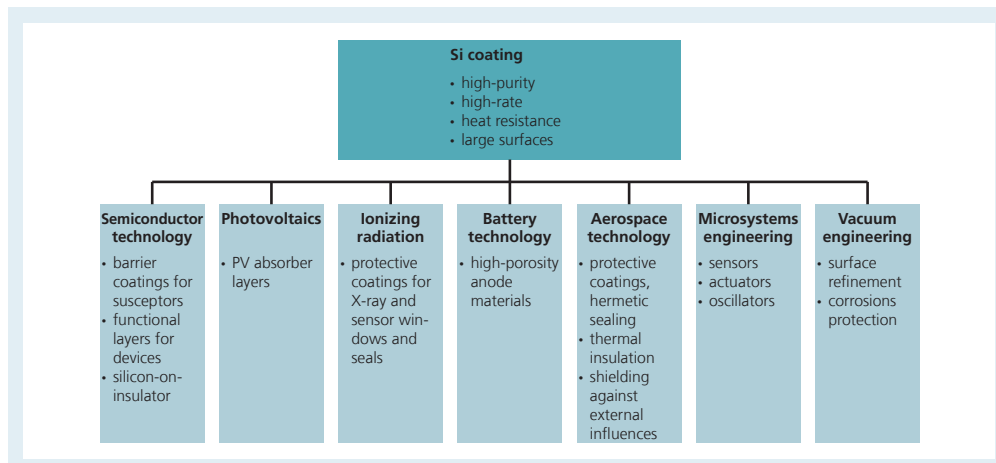 Si coating
• high-purity
• high-rate
• heat resistance
• large surfaces
Semiconductor
technology
• barrier
coatings for
susceptors
• functional
layers for
devices
• silicon-on-
insulator
Photovoltaics
• PV absorber
layers
Ionizing
radiation
• protective
coatings for
X-ray and
sensor win-
dows and
seals
Battery
technology
• high-porosity
anode
materials
Aerospace
technology
• protective
coatings,
hermetic
sealing
• thermal
insulation
• shielding
against
external
influences
Microsystems
engineering
• sensors
• actuators
• oscillators
Vacuum
engineering
• surface
refinement
• corrosions
protection